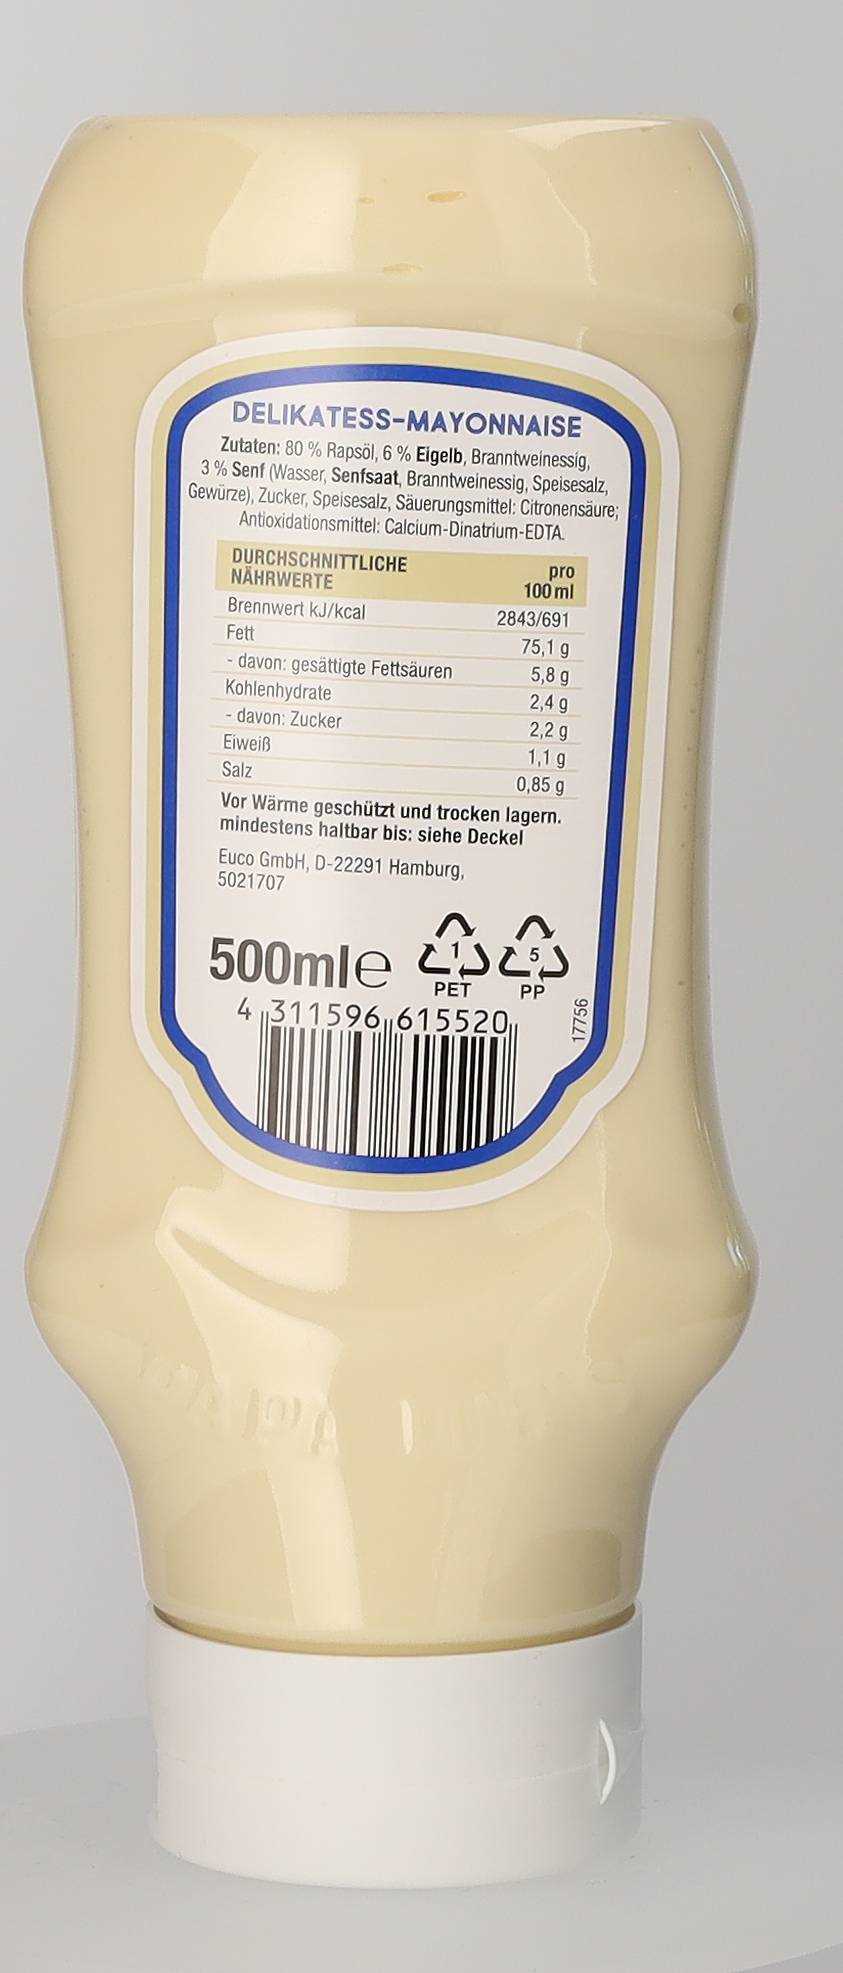 DELIKATESS-MAYONNAISE
Zutaten: 80 % Rapsöl, 6 % Eigelb, Branntweinessig,
3 % Senf (Wasser, Senfsaat, Branntweinessig, Speisesalz,
Gewürze), Zucker, Speisesalz, Säuerungsmittel: Citronensäure;
Antioxidationsmittel: Calcium-Dinatrium-EDTA.
DURCHSCHNITTLICHE
NÄHRWERTE
pro
100 ml
Brennwert kJ/kcal 2843/691
Fett 75,1 g
- davon: gesättigte Fettsäuren 5,8 g
Kohlenhydrate 2,4 g
- davon: Zucker 2,2 g
Eiweiß 1,1 g
Salz 0,85 g
Vor Wärme geschützt und trocken lagern.
mindestens haltbar bis: siehe Deckel
Euco GmbH, D-22291 Hamburg,
5021707
500ml℮
1
PET
5
PP
17756
4 311596 615520